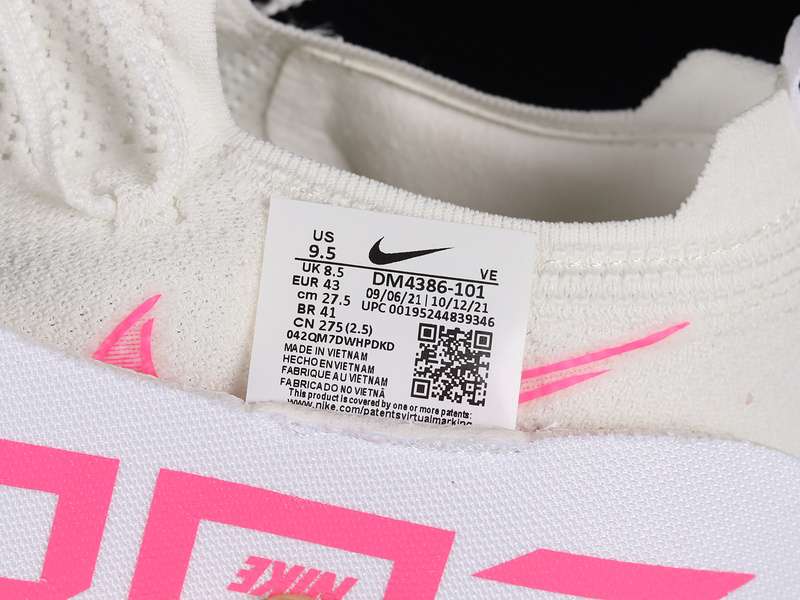 US
9.5
UK 8.5
EUR 43
cm 27.5
BR 41
CN 275 (2.5)
VE
DM4386-101
09/06/21 | 10/12/21
UPC 00195244839346
042QM7DWHPDKD
MADE IN VIETNAM
HECHO EN VIETNAM
FABRIQUE AU VIETNAM
FABRICADO NO VIETNÃ
This product is covered by one or more patents:
www.nike.com/patentsvirtualmarking
NIKE